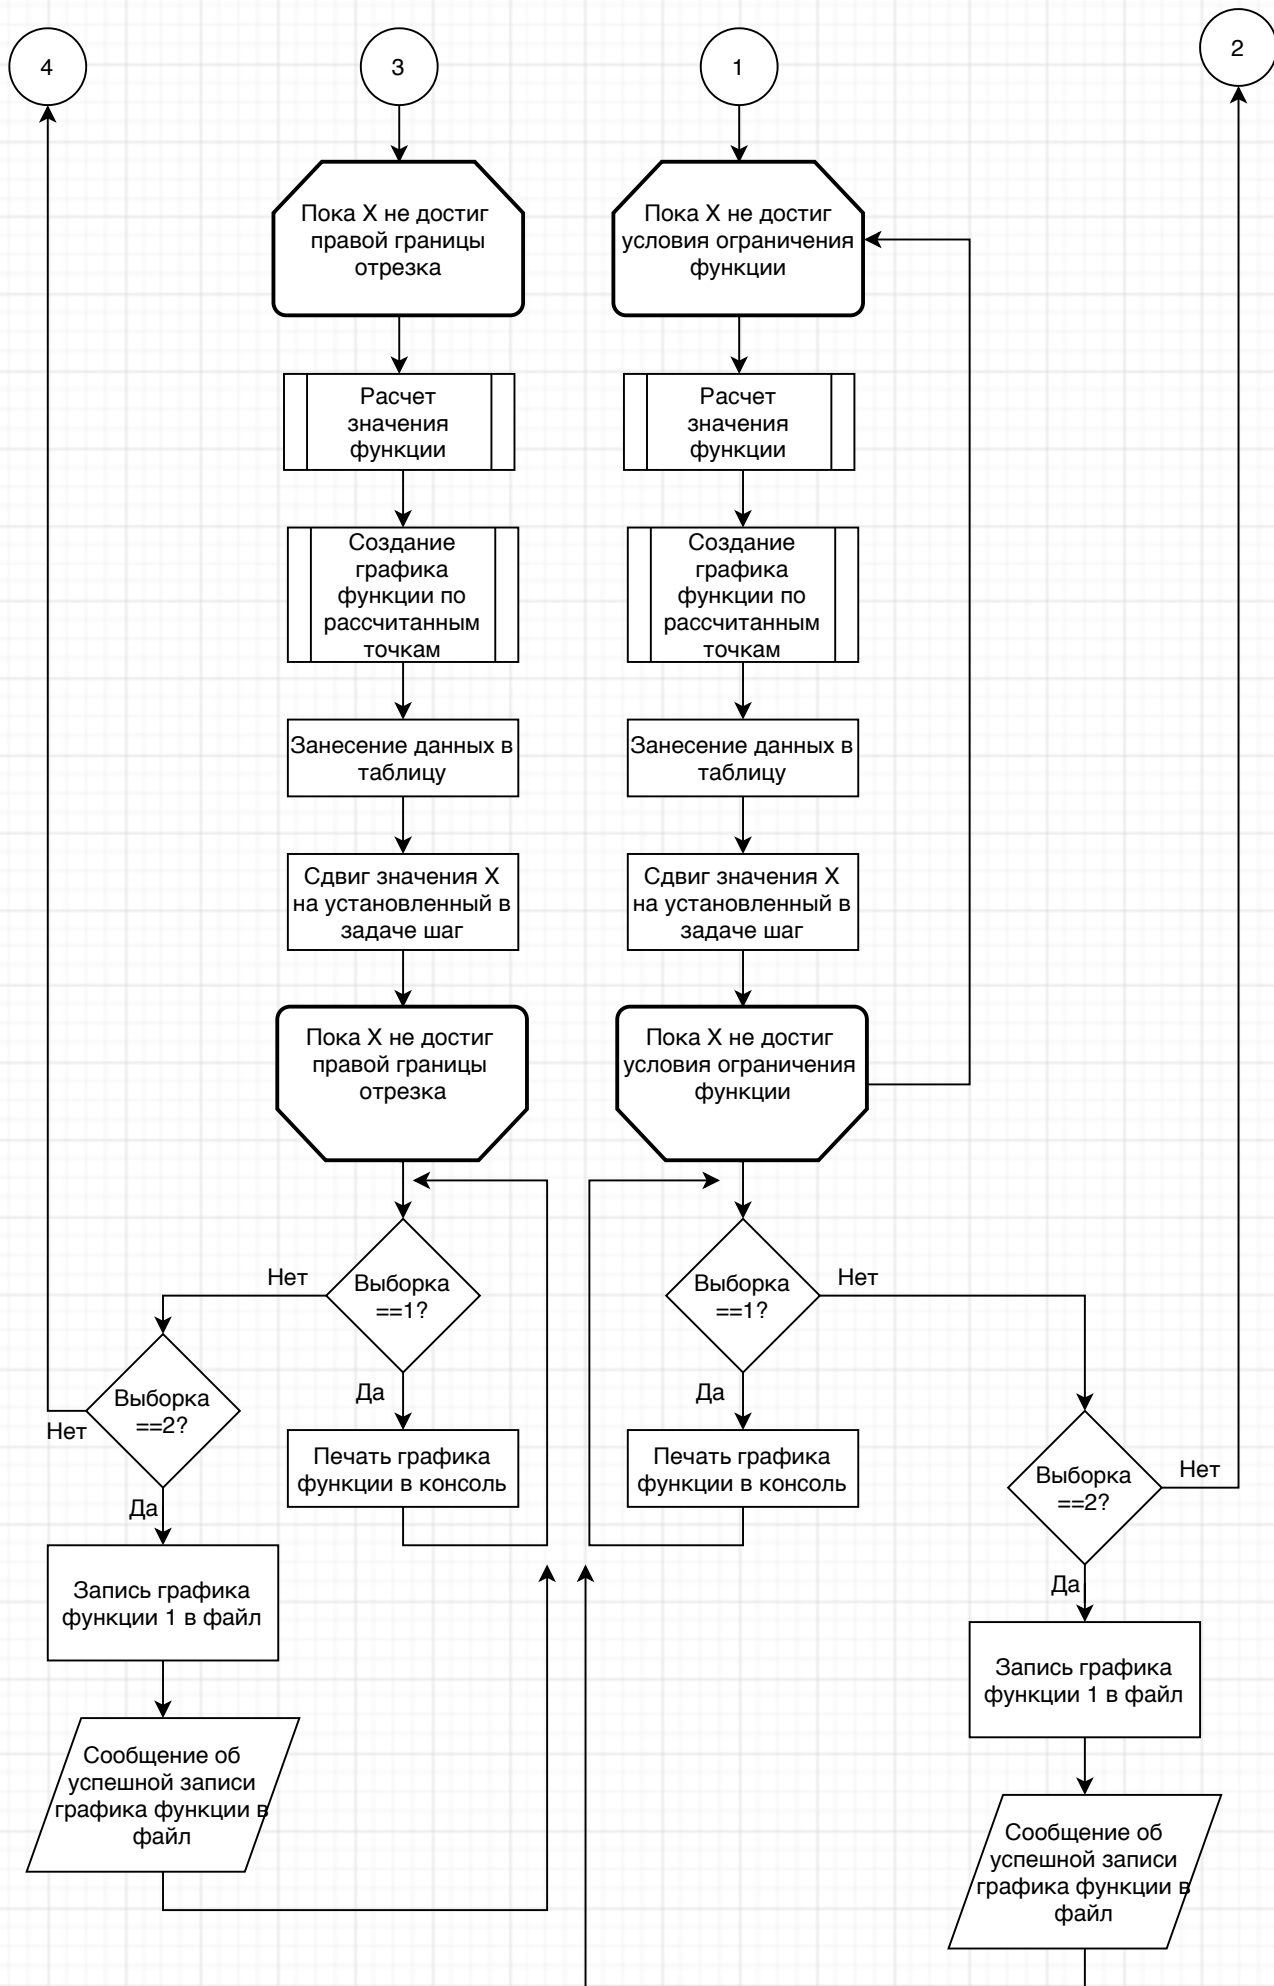 4
3
1
2
Пока X не достиг
правой границы
отрезка
Пока X не достиг
условия ограничения
функции
Расчет
значения
функции
Расчет
значения
функции
Создание
графика
функции по
рассчитанным
точкам
Создание
графика
функции по
рассчитанным
точкам
Занесение данных в
таблицу
Занесение данных в
таблицу
Сдвиг значения X
на установленный в
задаче шаг
Сдвиг значения X
на установленный в
задаче шаг
Пока X не достиг
правой границы
отрезка
Пока X не достиг
условия ограничения
функции
Нет
Выборка
==1?
Выборка
==1?
Нет
Да
Да
Выборка
==2?
Нет
Печать графика
функции в консоль
Печать графика
функции в консоль
Выборка
==2?
Нет
Да
Да
Запись графика
функции 1 в файл
Запись графика
функции 1 в файл
Сообщение об
успешной записи
графика функции в
файл
Сообщение об
успешной записи
графика функции в
файл